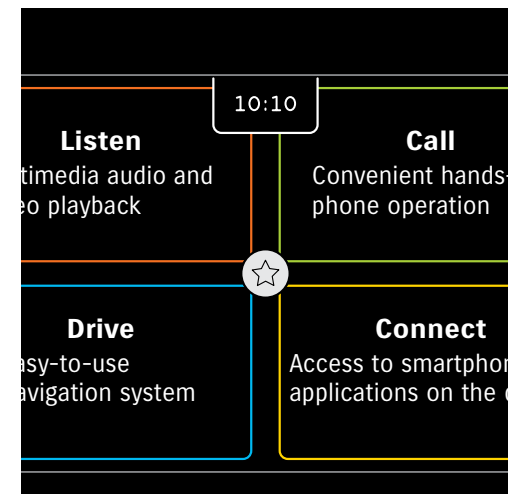 10:10
Listen
timedia audio and
eo playback
Call
Convenient hands-
phone operation
Drive
asy-to-use
avigation system
Connect
Access to smartphon
applications on the